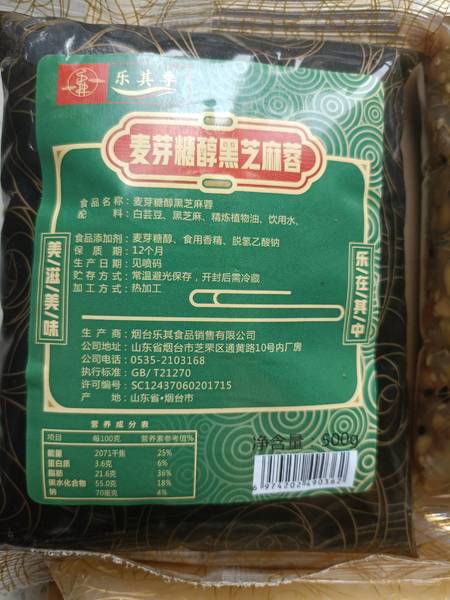 乐其
麦芽糖醇黑芝麻蓉
食品名称：麦芽糖醇黑芝麻蓉
配 料：白芸豆、黑芝麻、精炼植物油、饮用水、
食品添加剂：麦芽糖醇、食用香精、脱氢乙酸钠
保 质 期：12个月
生产日期：见喷码
贮存方式：常温避光保存，开封后需冷藏
加工方式：热加工
美/滋/美/味
乐/在/其/中
生 产 商：烟台乐其食品销售有限公司
公司地址：山东省烟台市芝罘区通黄路10号内厂房
公司电话：0535-2103168
执行标准：GB/T21270
许可编号：SC12437060201715
产 地：山东省•烟台市
营养成分表
项目 每100克 营养素参考值%
能量 2071千焦 25%
蛋白质 3.6克 6%
脂肪 21.6克 36%
碳水化合物 55.0克 18%
钠 70毫克 4%
净含量：500g
6 974202 490362